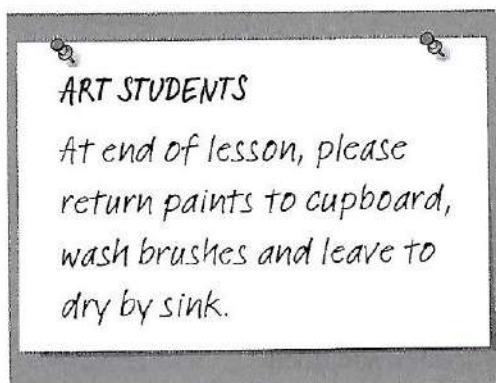 ART STUDENTS
At end of lesson, please
return paints to cupboard,
wash brushes and leave to
dry by sink.